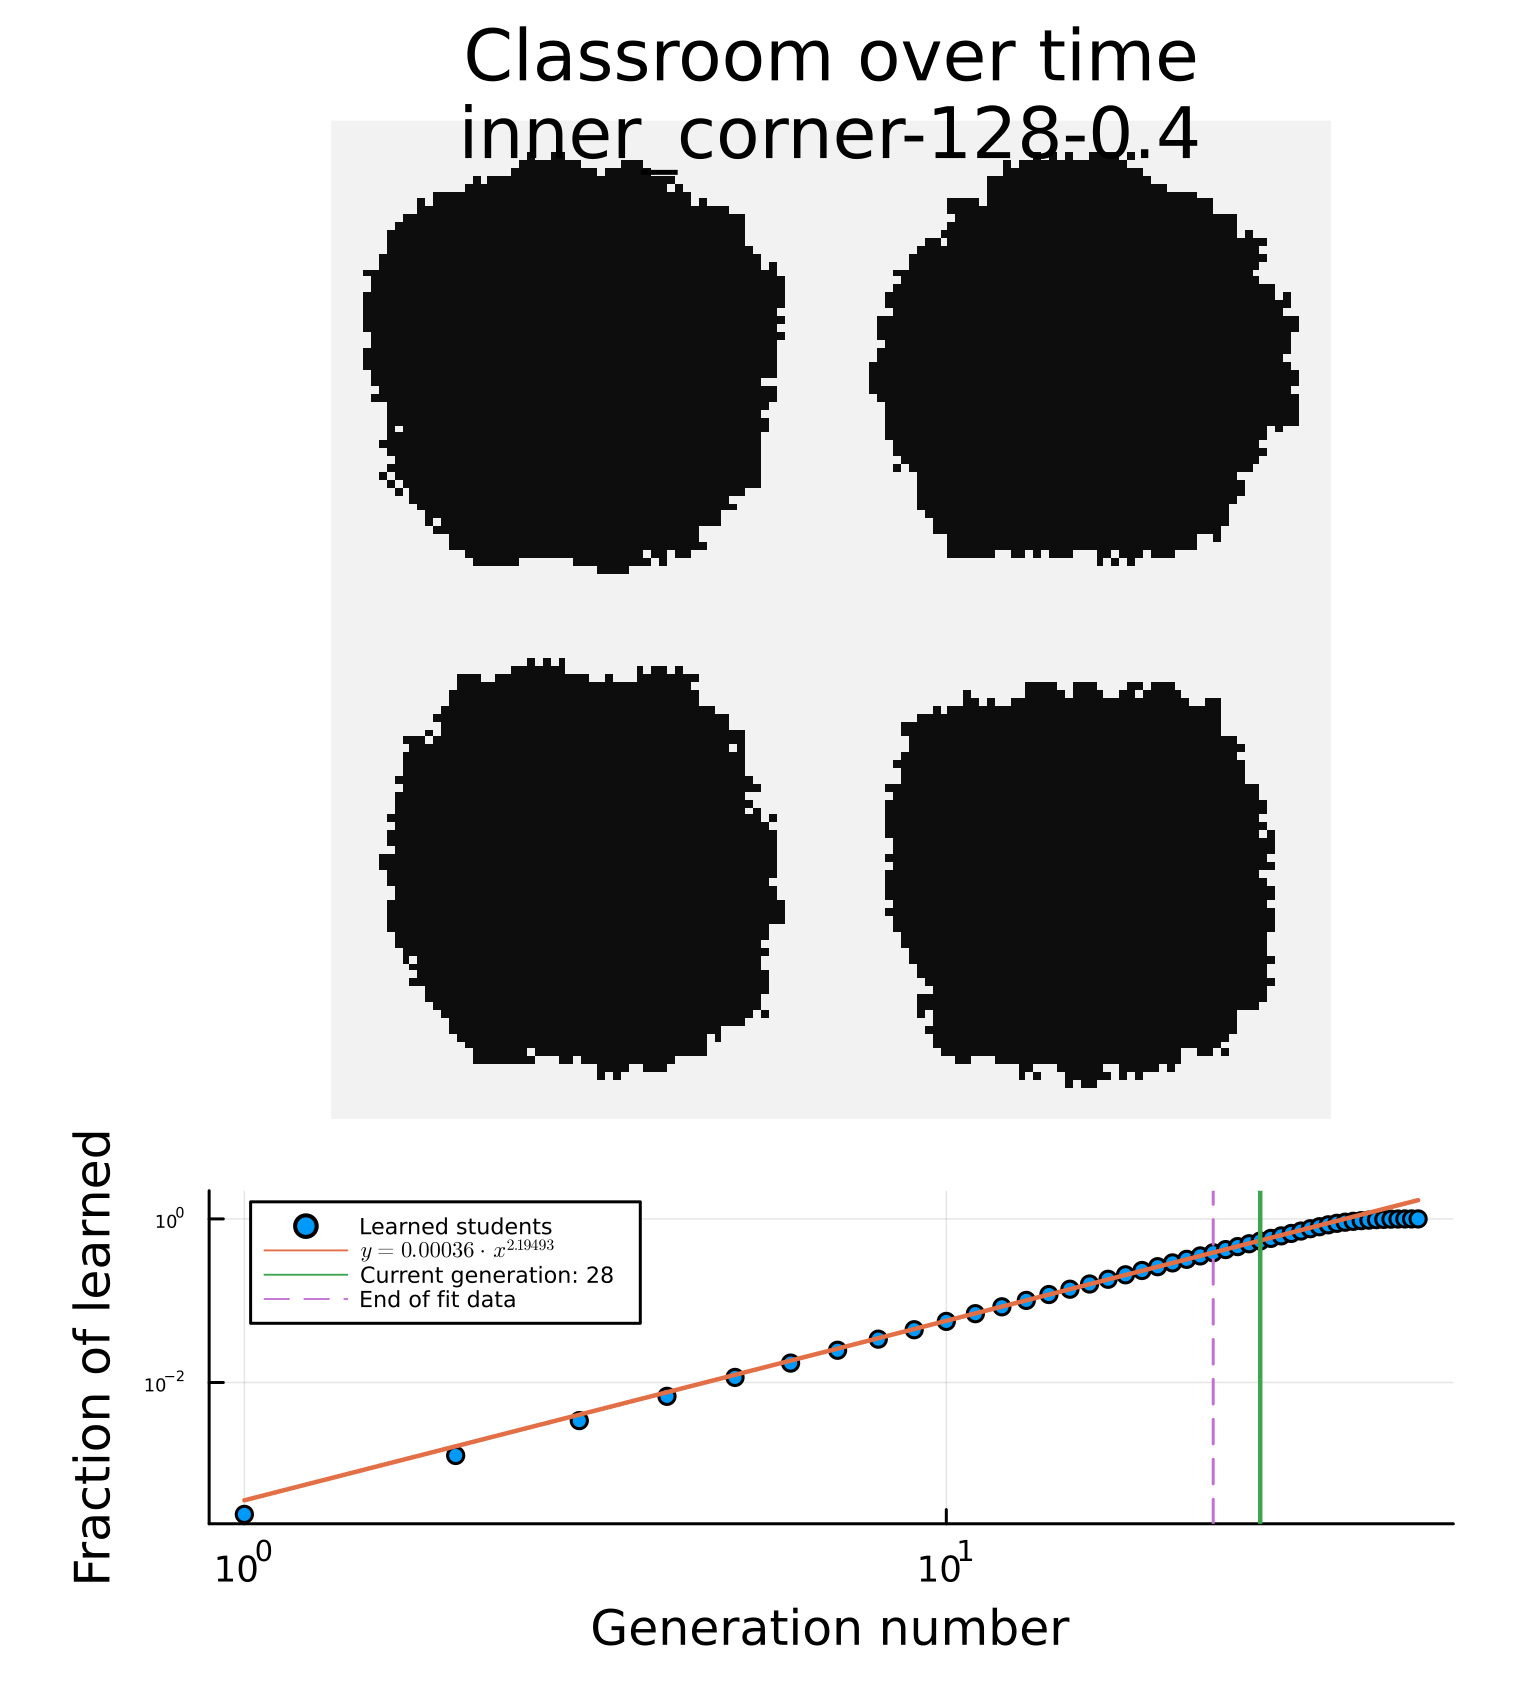 Classroom over time
inner_corner-128-0.4
Fraction of learned
10^0
10^-2
Learned students
y = 0.00036 · x^2.19493
Current generation: 28
End of fit data
10^0
10^1
Generation number